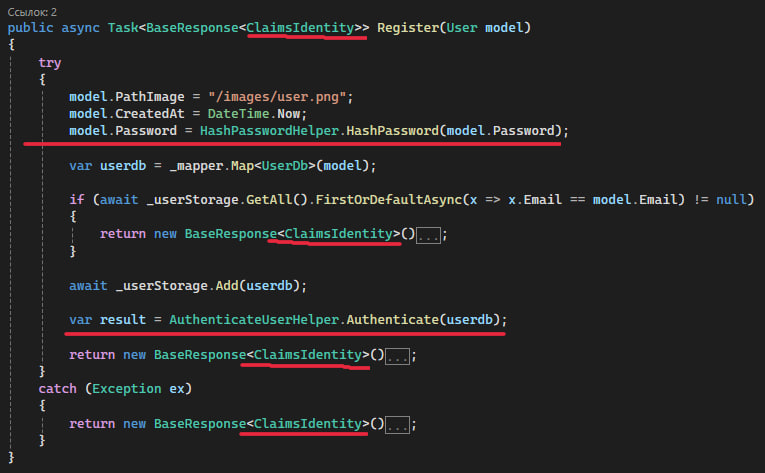 Ссылок: 2
public async Task<BaseResponse<ClaimsIdentity>> Register(User model)
{
try
{
model.PathImage = "/images/user.png";
model.CreatedAt = DateTime.Now;
model.Password = HashPasswordHelper.HashPassword(model.Password);
var userdb = _mapper.Map<UserDb>(model);
if (await _userStorage.GetAll().FirstOrDefaultAsync(x => x.Email == model.Email) != null)
{
return new BaseResponse<ClaimsIdentity>()...;
}
await _userStorage.Add(userdb);
var result = AuthenticateUserHelper.Authenticate(userdb);
return new BaseResponse<ClaimsIdentity>()...;
}
catch (Exception ex)
{
return new BaseResponse<ClaimsIdentity>()...;
}
}